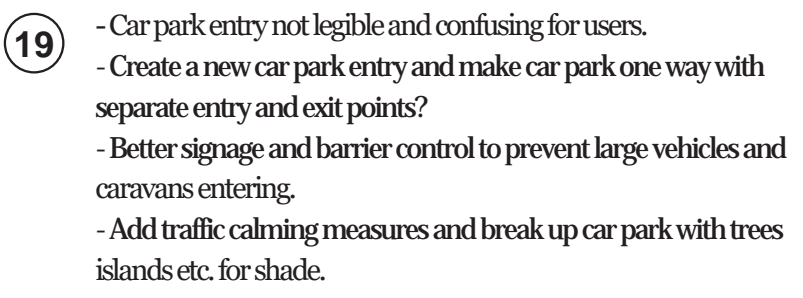 19
- Car park entry not legible and confusing for users.
- Create a new car park entry and make car park one way with
separate entry and exit points?
- Better signage and barrier control to prevent large vehicles and
caravans entering.
- Add traffic calming measures and break up car park with trees
islands etc. for shade.